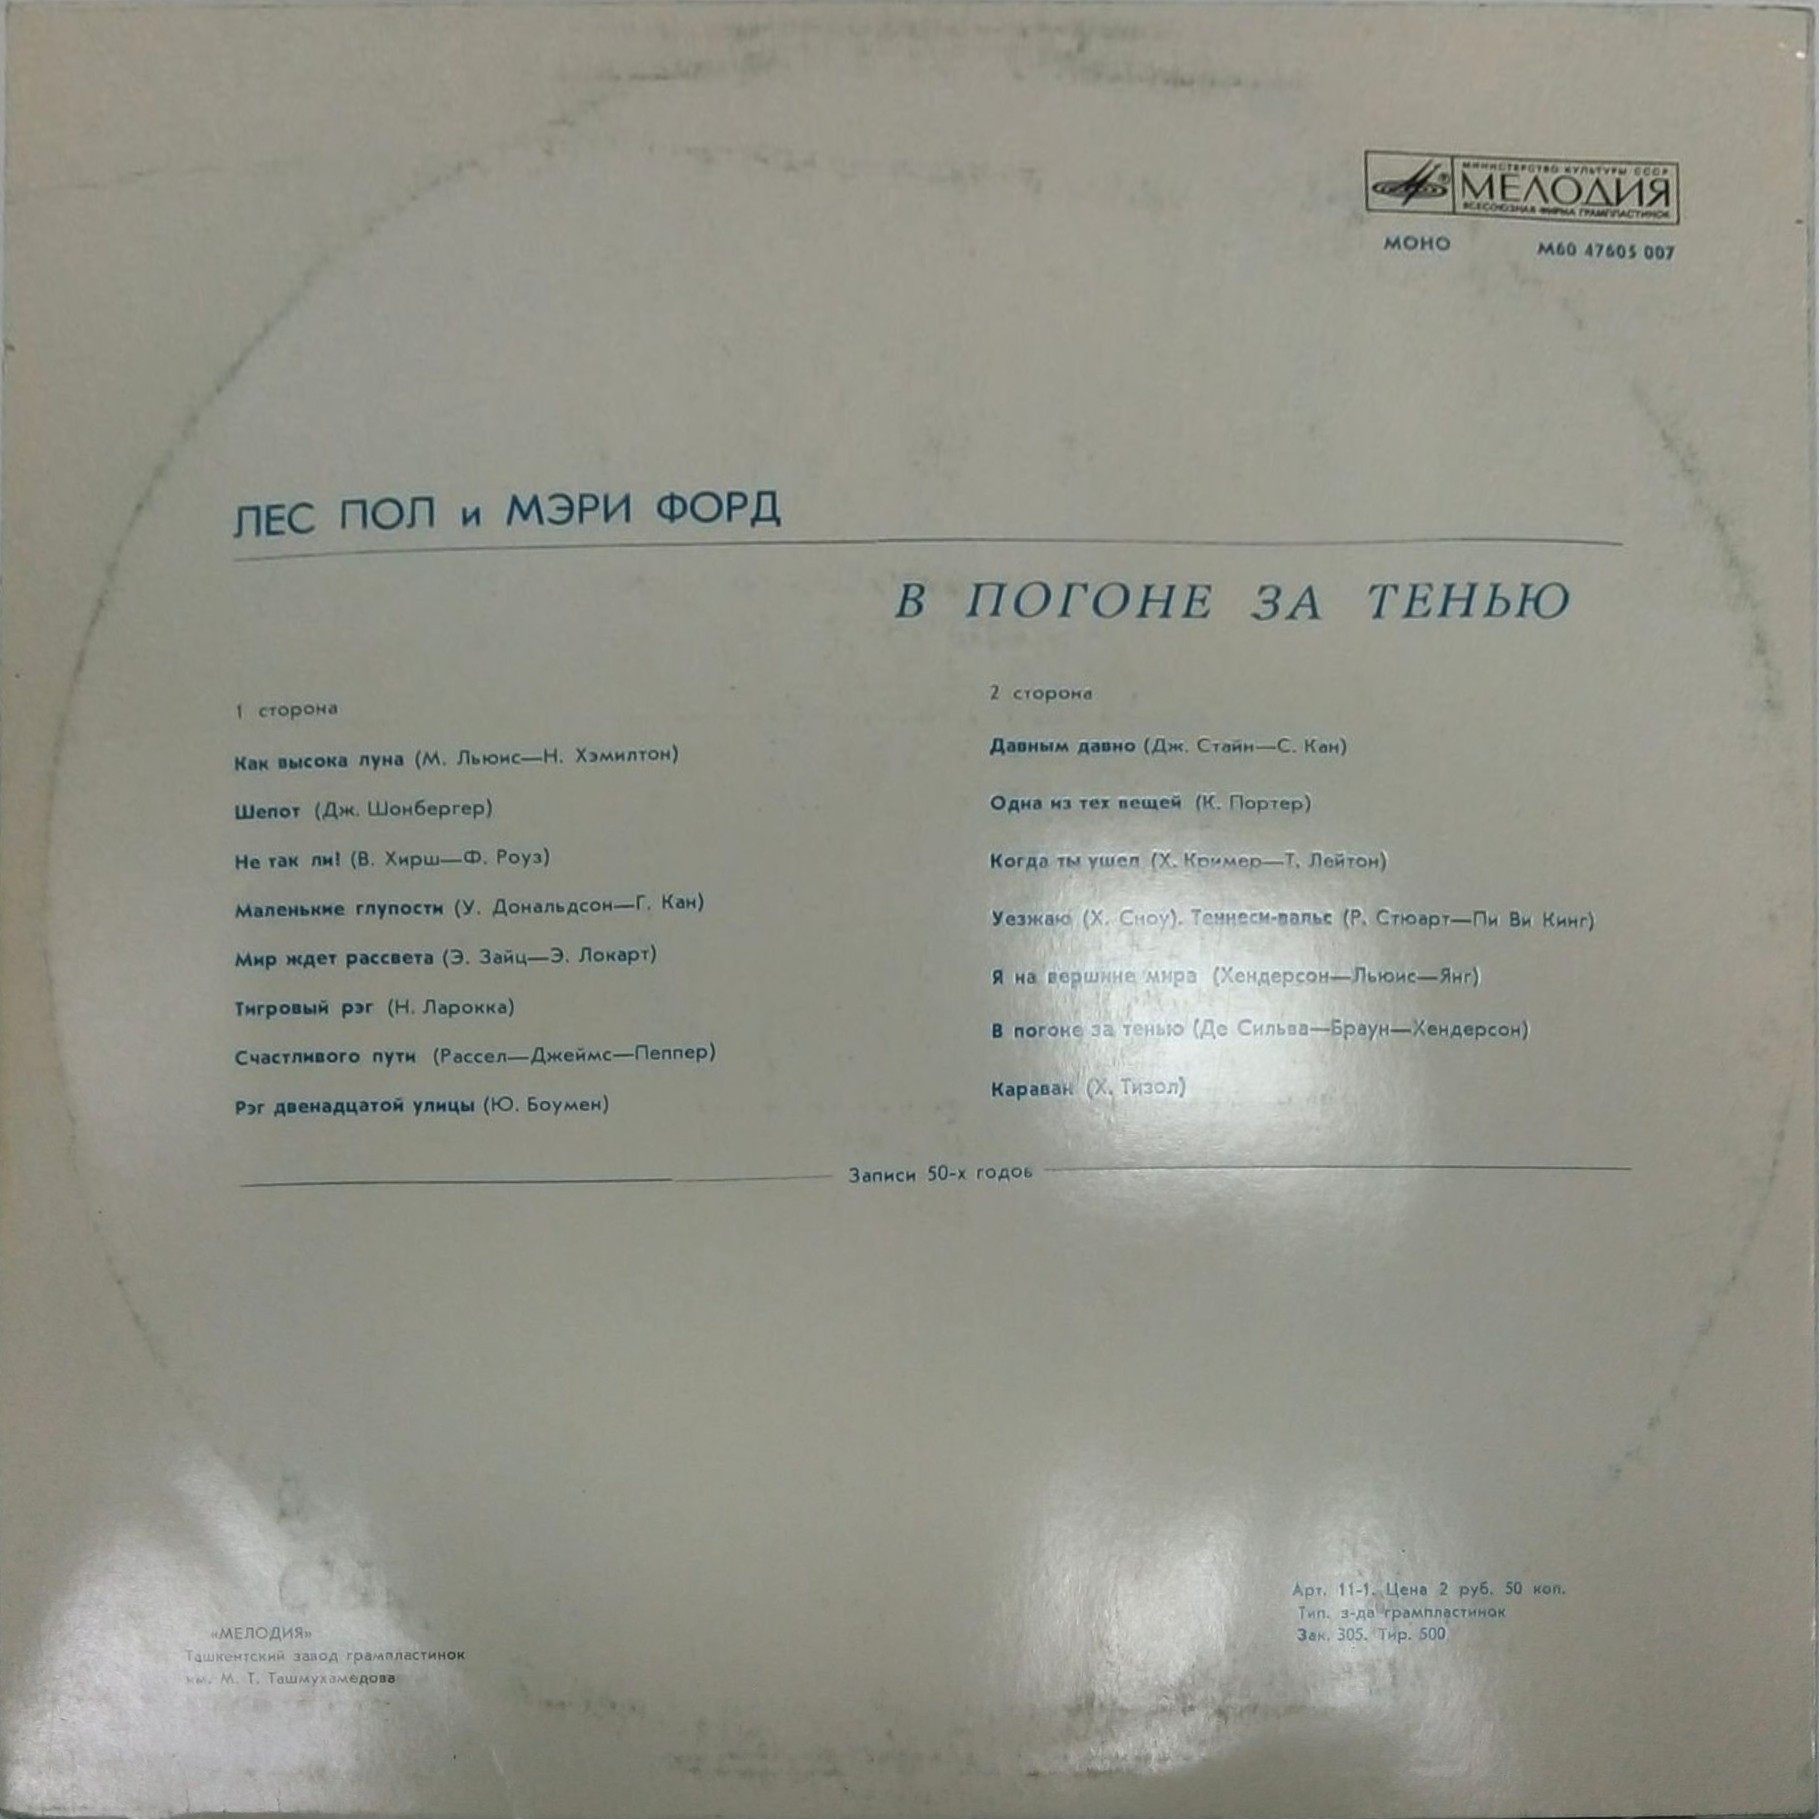 МИНИСТЕРСТВО КУЛЬТУРЫ СССР
МЕЛОДИЯ
ВСЕСОЮЗНАЯ ФИРМА ГРАМПЛАСТИНОК
МОНО М60 47605 007
ЛЕС ПОЛ и МЭРИ ФОРД
В ПОГОНЕ ЗА ТЕНЬЮ
1 сторона
Как высока луна (М. Льюис—Н. Хэмилтон)
Шепот (Дж. Шонбергер)
Не так ли! (В. Хирш—Ф. Роуз)
Маленькие глупости (У. Дональдсон—Г. Кан)
Мир ждет рассвета (Э. Зайц—Э. Локарт)
Тигровый рэг (Н. Ларокка)
Счастливого пути (Рассел—Джеймс—Пеппер)
Рэг двенадцатой улицы (Ю. Боумен)
2 сторона
Давным давно (Дж. Стайн—С. Кан)
Одна из тех вещей (К. Портер)
Когда ты ушел (Х. Кример—Т. Лейтон)
Уезжаю (Х. Сноу). Теннеси-вальс (Р. Стюарт—Пи Ви Кинг)
Я на вершине мира (Хендерсон—Льюис—Янг)
В погоне за тенью (Де Сильва—Браун—Хендерсон)
Караван (Х. Тизол)
Записи 50-х годов
«МЕЛОДИЯ»
Ташкентский завод грампластинок
им. М. Т. Ташмухамедова
Арт. 11-1. Цена 2 руб. 50 коп.
Тип. з-да грампластинок
Зак. 305. Тир. 500